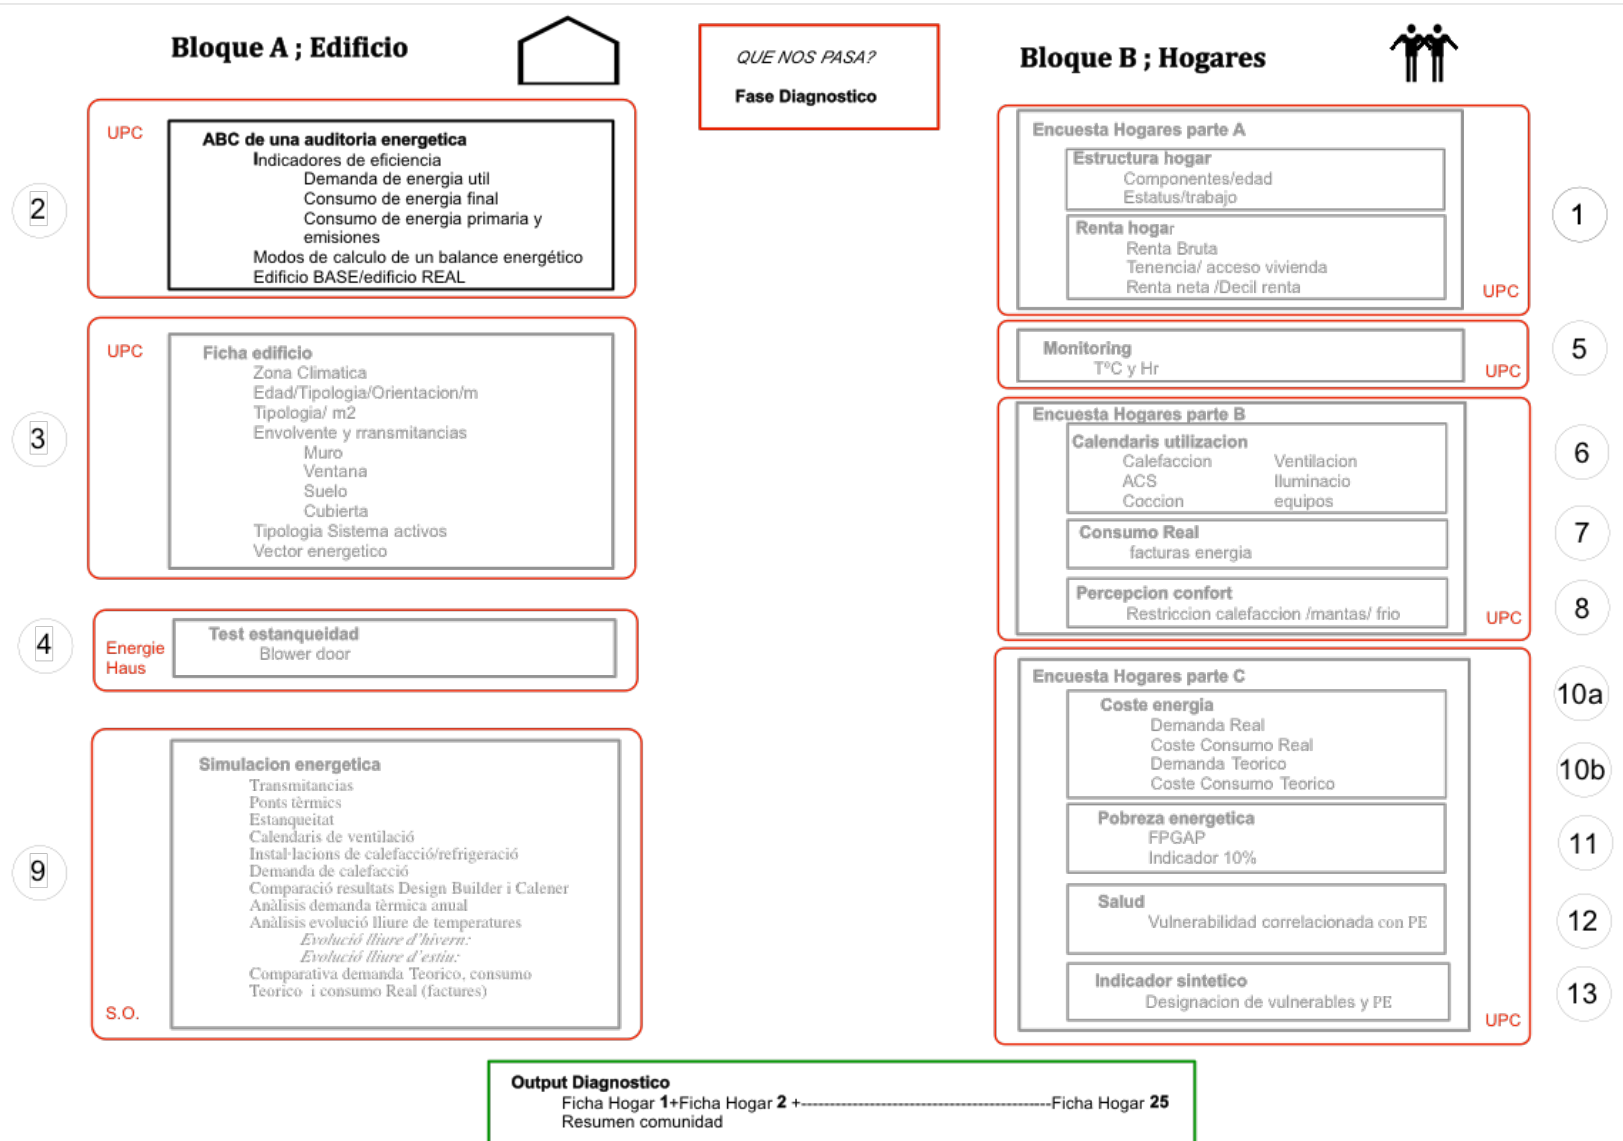 Bloque A ; Edificio
QUE NOS PASA?
Fase Diagnostico
Bloque B ; Hogares
UPC
2
ABC de una auditoria energetica
Indicadores de eficiencia
Demanda de energia util
Consumo de energia final
Consumo de energia primaria y
emisiones
Modos de calculo de un balance energético
Edificio BASE/edificio REAL
UPC
3
Ficha edificio
Zona Climatica
Edad/Tipologia/Orientacion/m
Tipologia/ m2
Envolvente y rransmitancias
Muro
Ventana
Suelo
Cubierta
Tipologia Sistema activos
Vector energetico
4
Energie
Haus
Test estanqueidad
Blower door
9
Simulacion energetica
Transmitancias
Ponts tèrmics
Estanqueitat
Calendaris de ventilació
Instal·lacions de calefacció/refrigeració
Demanda de calefacció
Comparació resultats Design Builder i Calener
Anàlisis demanda tèrmica anual
Anàlisis evolució lliure de temperatures
Evolució lliure d'hivern:
Evolució lliure d'estiu:
Comparativa demanda Teorico, consumo
Teorico i consumo Real (factures)
S.O.
Encuesta Hogares parte A
Estructura hogar
Componentes/edad
Estatus/trabajo
Renta hogar
Renta Bruta
Tenencia/ acceso vivienda
Renta neta /Decil renta
UPC
1
Monitoring
TºC y Hr
UPC
5
Encuesta Hogares parte B
Calendaris utilizacion
Calefaccion Ventilacion
ACS Iluminacio
Coccion equipos
6
Consumo Real
facturas energia
7
Percepcion confort
Restriccion calefaccion /mantas/ frio
UPC
8
Encuesta Hogares parte C
Coste energia
Demanda Real
Coste Consumo Real
Demanda Teorico
Coste Consumo Teorico
10a
10b
Pobreza energetica
FPGAP
Indicador 10%
11
Salud
Vulnerabilidad correlacionada con PE
12
Indicador sintetico
Designacion de vulnerables y PE
UPC
13
Output Diagnostico
Ficha Hogar 1+Ficha Hogar 2 +--------------------------------------------Ficha Hogar 25
Resumen comunidad